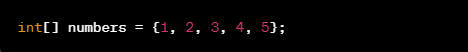 int[] numbers = {1, 2, 3, 4, 5};